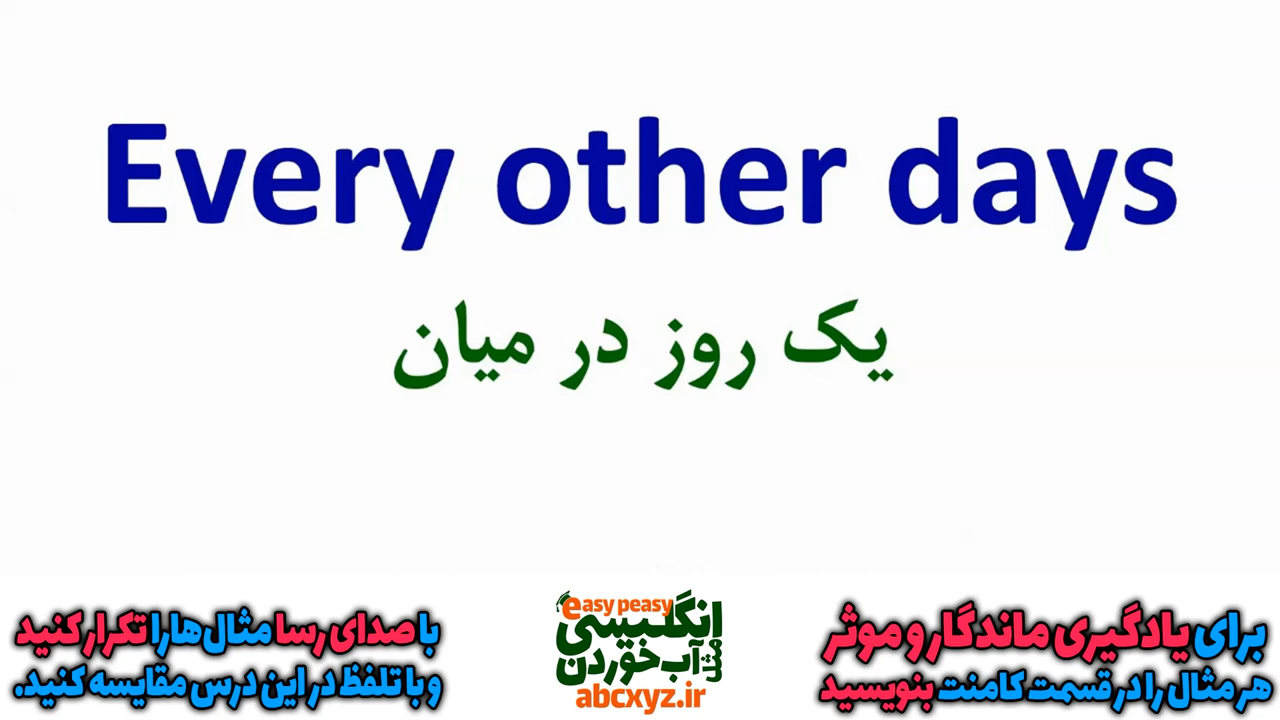 Every other days
یک روز در میان
برای یادگیری ماندگار و موثر
هر مثال را در قسمت کامنت بنویسید
easy peasy
انگلیسی
مثل آب خوردن
abcxyz.ir
با صدای رسا مثال‌ها را تکرار کنید
و با تلفظ در این درس مقایسه کنید.